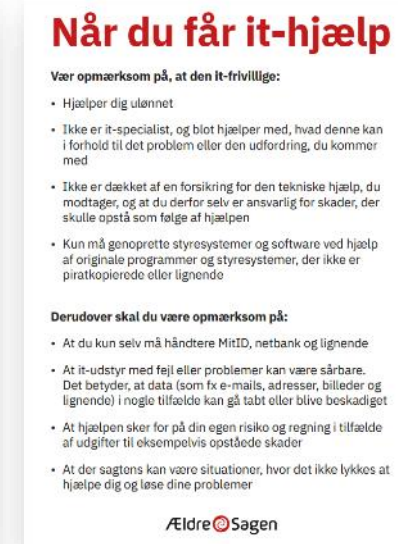 Når du får it-hjælp
Vær opmærksom på, at den it-frivillige:
• Hjælper dig ulønnet
• Ikke er it-specialist, og blot hjælper med, hvad denne kan
i forhold til det problem eller den udfordring, du kommer
med
• Ikke er dækket af en forsikring for den tekniske hjælp, du
modtager, og at du derfor selv er ansvarlig for skader, der
skulle opstå som følge af hjælpen
• Kun må genoprette styresystemer og software ved hjælp
af originale programmer og styresystemer, der ikke er
piratkopierede eller lignende
Derudover skal du være opmærksom på:
• At du kun selv må håndtere MitID, netbank og lignende
• At it-udstyr med fejl eller problemer kan være sårbare.
Det betyder, at data (som fx e-mails, adresser, billeder og
lignende) i nogle tilfælde kan gå tabt eller blive beskadiget
• At hjælpen sker for på din egen risiko og regning i tilfælde
af udgifter til eksempelvis opståede skader
• At der sagtens kan være situationer, hvor det ikke lykkes at
hjælpe dig og løse dine problemer
Ældre Sagen